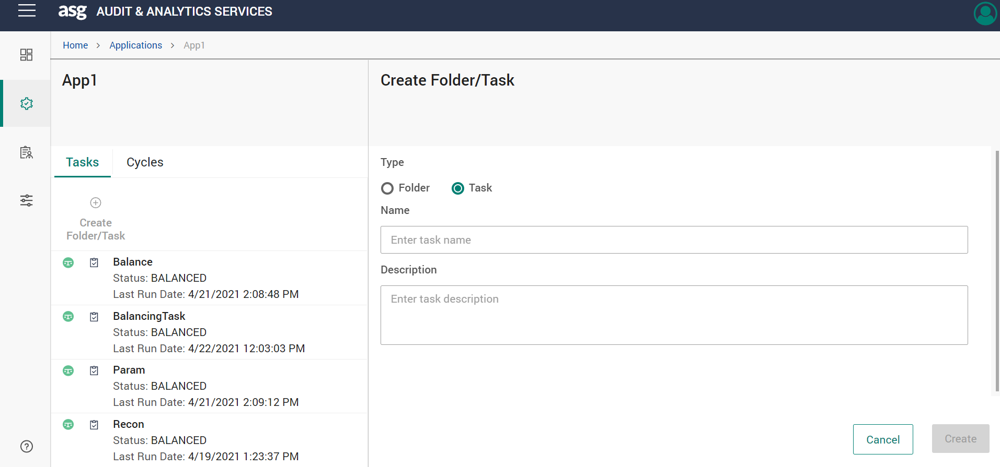 asg AUDIT & ANALYTICS SERVICES
Home > Applications > App1
App1
Tasks Cycles
Create
Folder/Task
Balance
Status: BALANCED
Last Run Date: 4/21/2021 2:08:48 PM
BalancingTask
Status: BALANCED
Last Run Date: 4/22/2021 12:03:03 PM
Param
Status: BALANCED
Last Run Date: 4/21/2021 2:09:12 PM
Recon
Status: BALANCED
Last Run Date: 4/19/2021 1:23:37 PM
Create Folder/Task
Type
Folder Task
Name
Enter task name
Description
Enter task description
Cancel Create
?